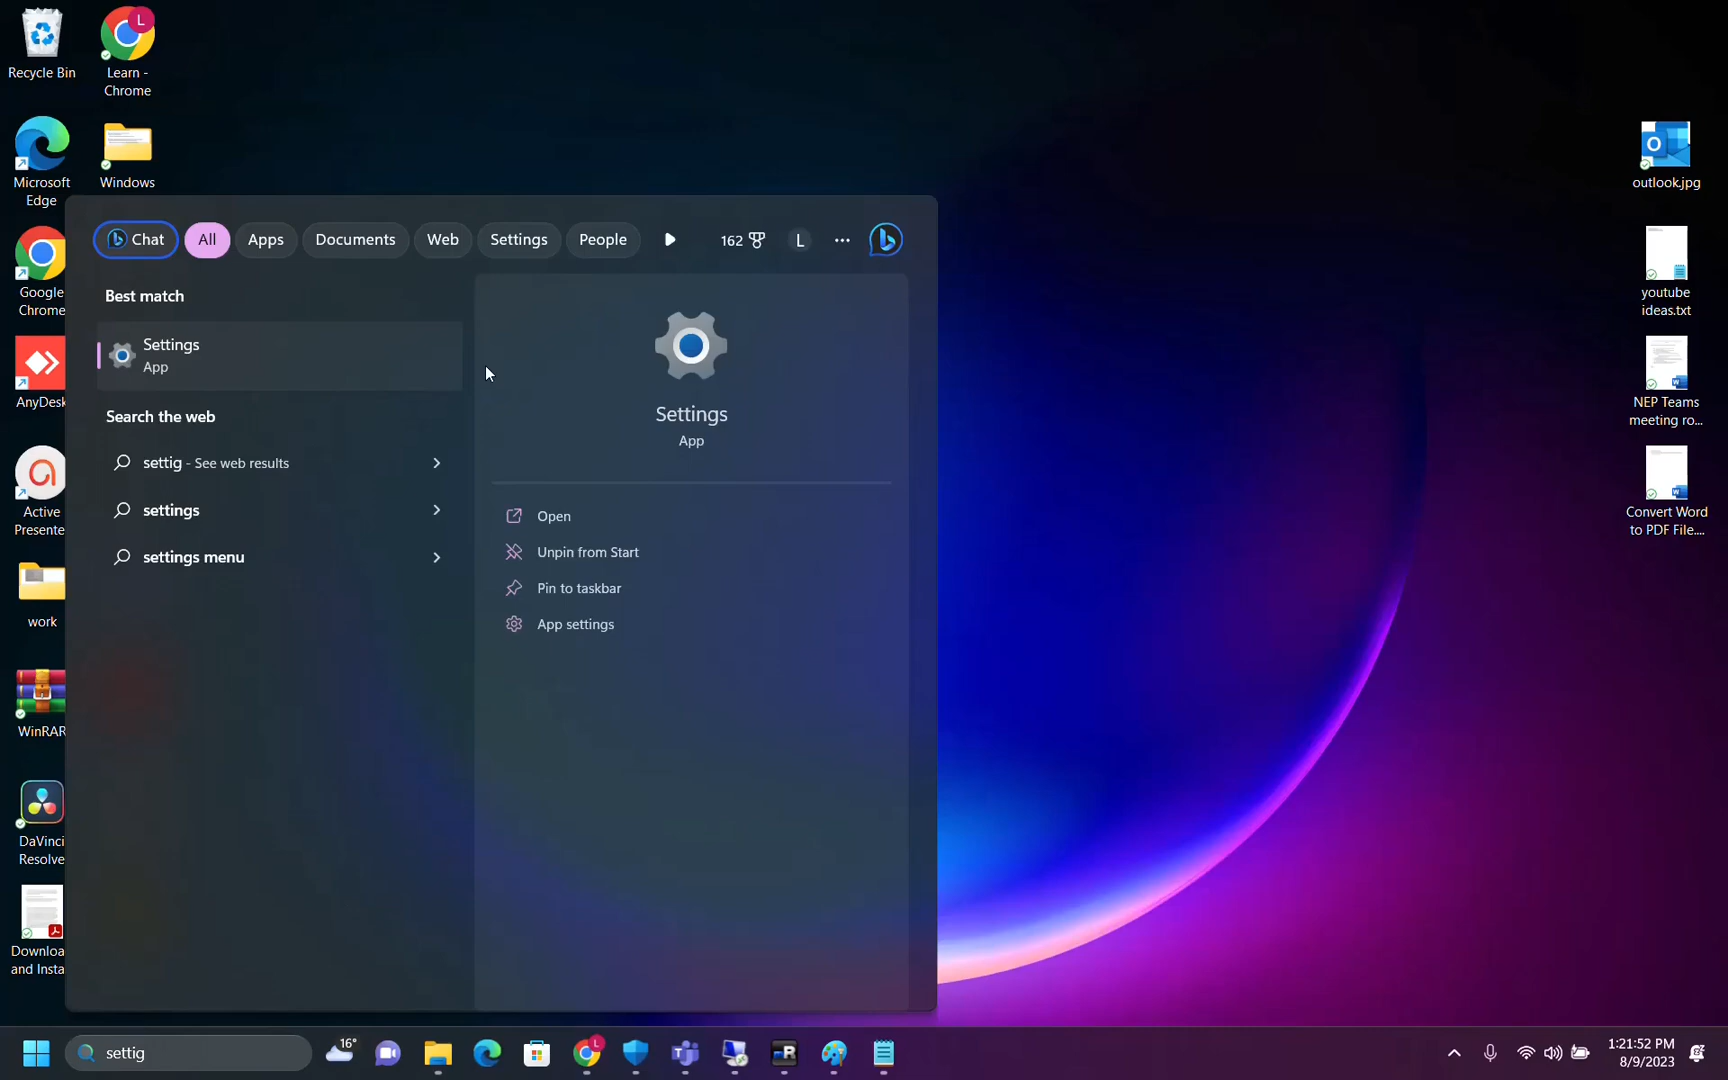 Recycle Bin
Learn -
Chrome
L
Microsoft
Edge
Windows
Google
Chrome
AnyDesk
Active
Presente
work
WinRAR
DaVinci
Resolve
Downloa
and Insta
Chat
All
Apps
Documents
Web
Settings
People
162
L
Best match
Settings
App
Search the web
settig - See web results
settings
settings menu
Settings
App
Open
Unpin from Start
Pin to taskbar
App settings
outlook.jpg
youtube
ideas.txt
NEP Teams
meeting ro...
Convert Word
to PDF File....
settig
16°
L
1:21:52 PM
8/9/2023